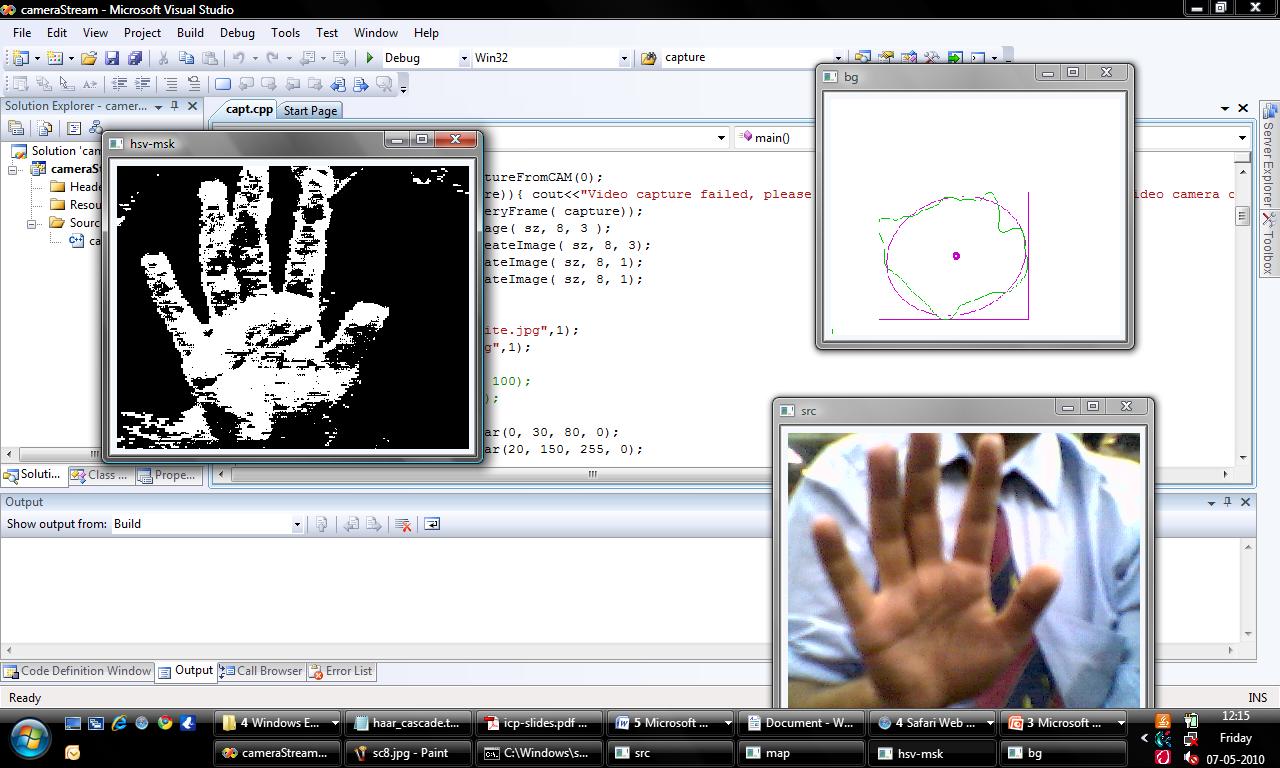 cameraStream - Microsoft Visual Studio
File Edit View Project Build Debug Tools Test Window Help
Debug Win32 capture
Solution Explorer - camer...
capt.cpp Start Page
main()
Solution 'ca
cameraS
Heade
Resou
Sourc
ca
tureFromCAM(0);
re)){ cout<<"Video capture failed, please
ideo camera c
eryFrame( capture));
age( sz, 8, 3 );
eateImage( sz, 8, 3);
ateImage( sz, 8, 1);
ateImage( sz, 8, 1);
ite.jpg",1);
g",1);
100);
);
ar(0, 30, 80, 0);
ar(20, 150, 255, 0);
hsv-msk
bg
src
Server Explorer
Toolbox
Soluti... Class ... Prope...
Output
Show output from: Build
Code Definition Window Output Call Browser Error List
Ready INS
4 Windows E... haar_cascade.t... icp-slides.pdf ... 5 Microsoft ... Document - W... 4 Safari Web ... 3 Microsoft ...
cameraStream... sc8.jpg - Paint C:\Windows\s... src map hsv-msk bg
12:15
Friday
07-05-2010